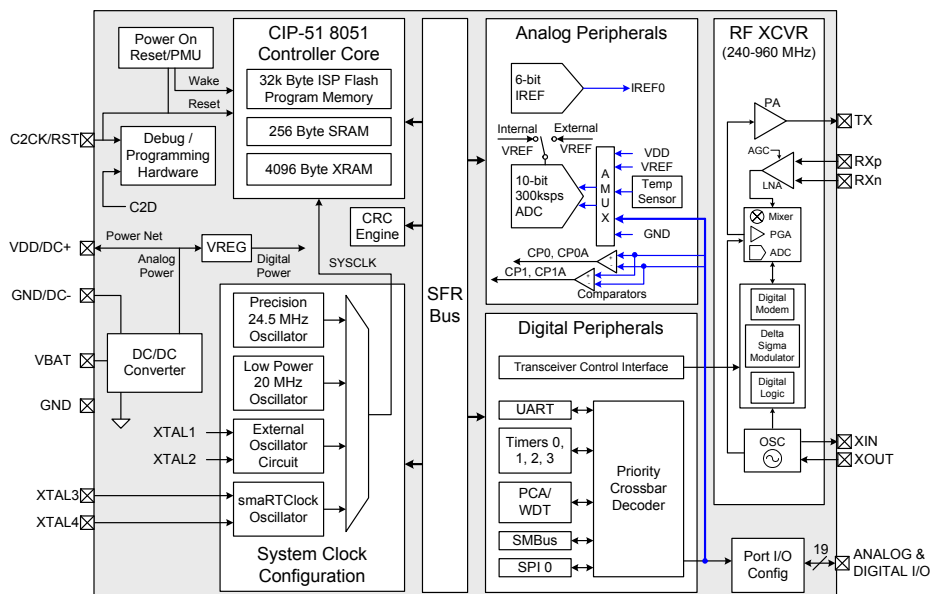 Power On
Reset/PMU
Wake
Reset
C2CK/RST
Debug /
Programming
Hardware
C2D
CIP-51 8051
Controller Core
32k Byte ISP Flash
Program Memory
256 Byte SRAM
4096 Byte XRAM
VDD/DC+
Power Net
Analog
Power
VREG
Digital
Power
CRC
Engine
SYSCLK
GND/DC-
VBAT
DC/DC
Converter
GND
Precision
24.5 MHz
Oscillator
Low Power
20 MHz
Oscillator
XTAL1
XTAL2
External
Oscillator
Circuit
XTAL3
XTAL4
smaRTClock
Oscillator
System Clock
Configuration
SFR
Bus
Analog Peripherals
6-bit
IREF
IREF0
Internal
VREF
External
VREF
10-bit
300ksps
ADC
A
M
U
X
VDD
VREF
Temp
Sensor
GND
CP0, CP0A
+
-
CP1, CP1A
+
-
Comparators
Digital Peripherals
Transceiver Control Interface
UART
Timers 0,
1, 2, 3
PCA/
WDT
SMBus
SPI 0
Priority
Crossbar
Decoder
RF XCVR
(240-960 MHz)
PA
TX
AGC
LNA
RXp
RXn
Mixer
PGA
ADC
Digital
Modem
Delta
Sigma
Modulator
Digital
Logic
OSC
XIN
XOUT
Port I/O
Config
19
ANALOG &
DIGITAL I/O